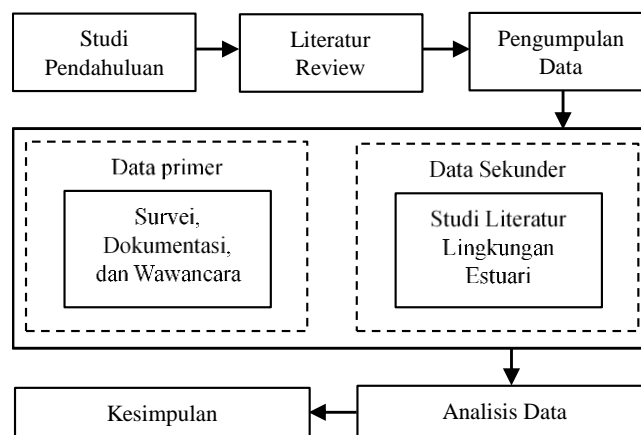 Studi
Pendahuluan
Literatur
Review
Pengumpulan
Data
Data primer
Survei,
Dokumentasi,
dan Wawancara
Data Sekunder
Studi Literatur
Lingkungan
Estuari
Kesimpulan
Analisis Data